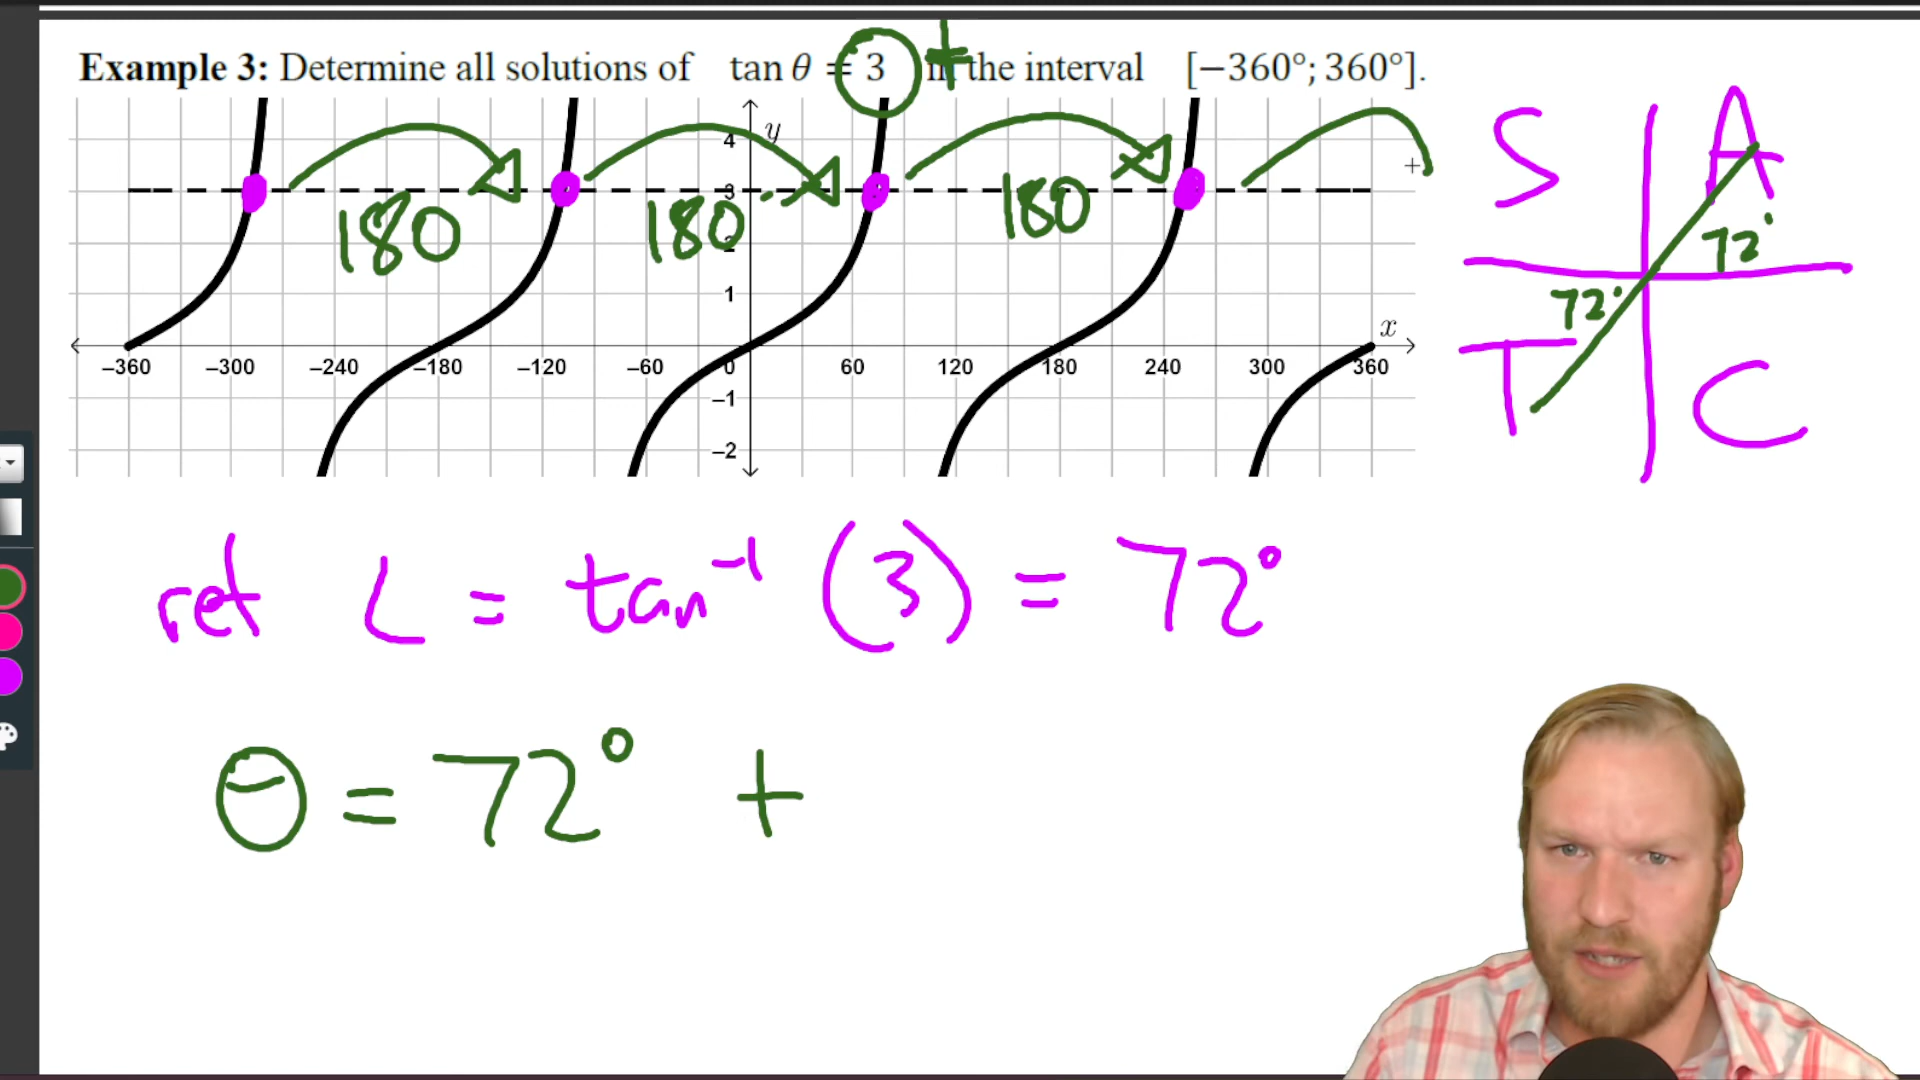 Example 3: Determine all solutions of tan θ = 3 in the interval [−360°; 360°].
+
y
4
3
2
1
−1
−2
x
−360 −300 −240 −180 −120 −60 0 60 120 180 240 300 360
180 180 180
S A
T C
72°
72°
ref ∠ = tan⁻¹ (3) = 72°
θ = 72° +